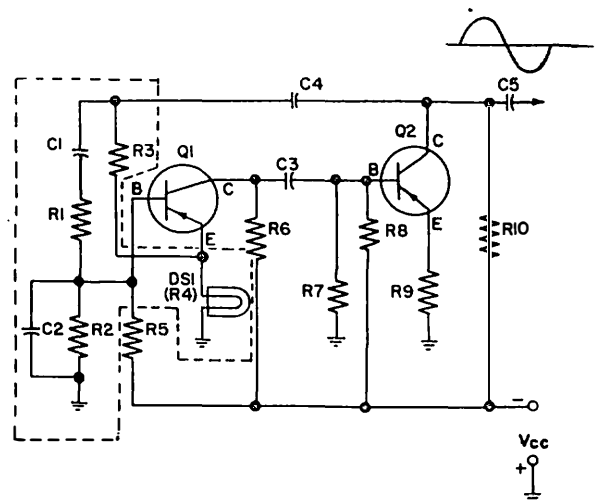 C4
C5
C1
R3
Q1
Q2
C
B
C
C3
B
R1
E
R6
R8
E
R10
DS1
(R4)
R7
R9
C2
R2
R5
−
Vcc
+